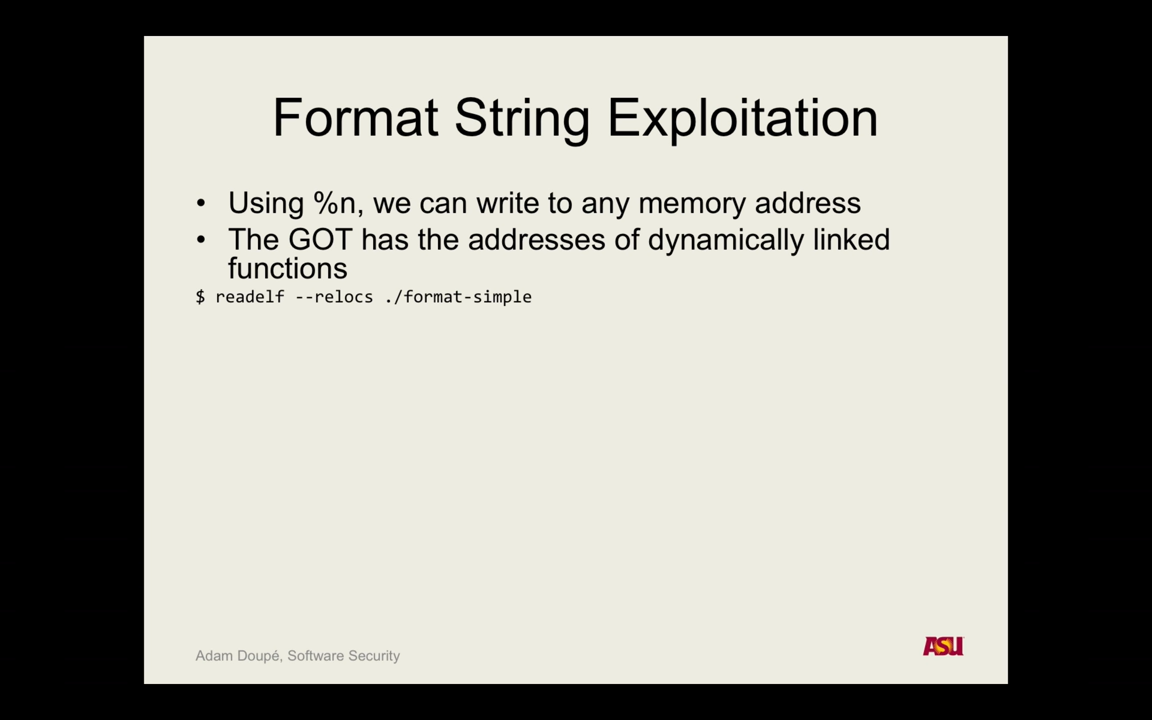 Format String Exploitation
• Using %n, we can write to any memory address
• The GOT has the addresses of dynamically linked
functions
$ readelf --relocs ./format-simple
Adam Doupé, Software Security
ASU